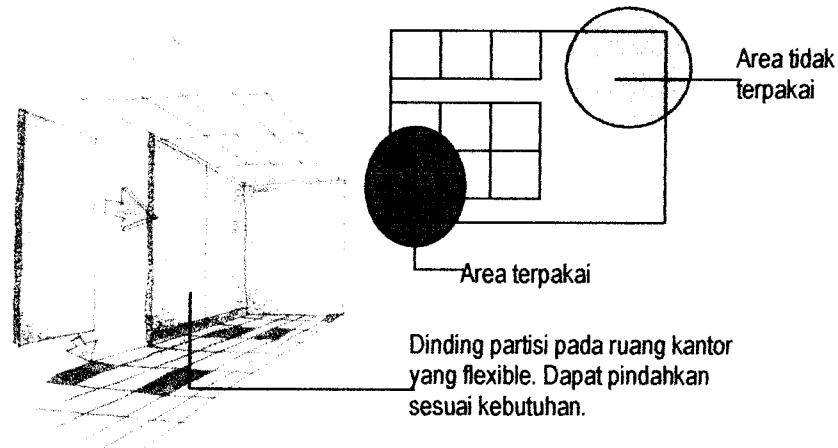 Area tidak
terpakai
Area terpakai
Dinding partisi pada ruang kantor
yang flexible. Dapat pindahkan
sesuai kebutuhan.